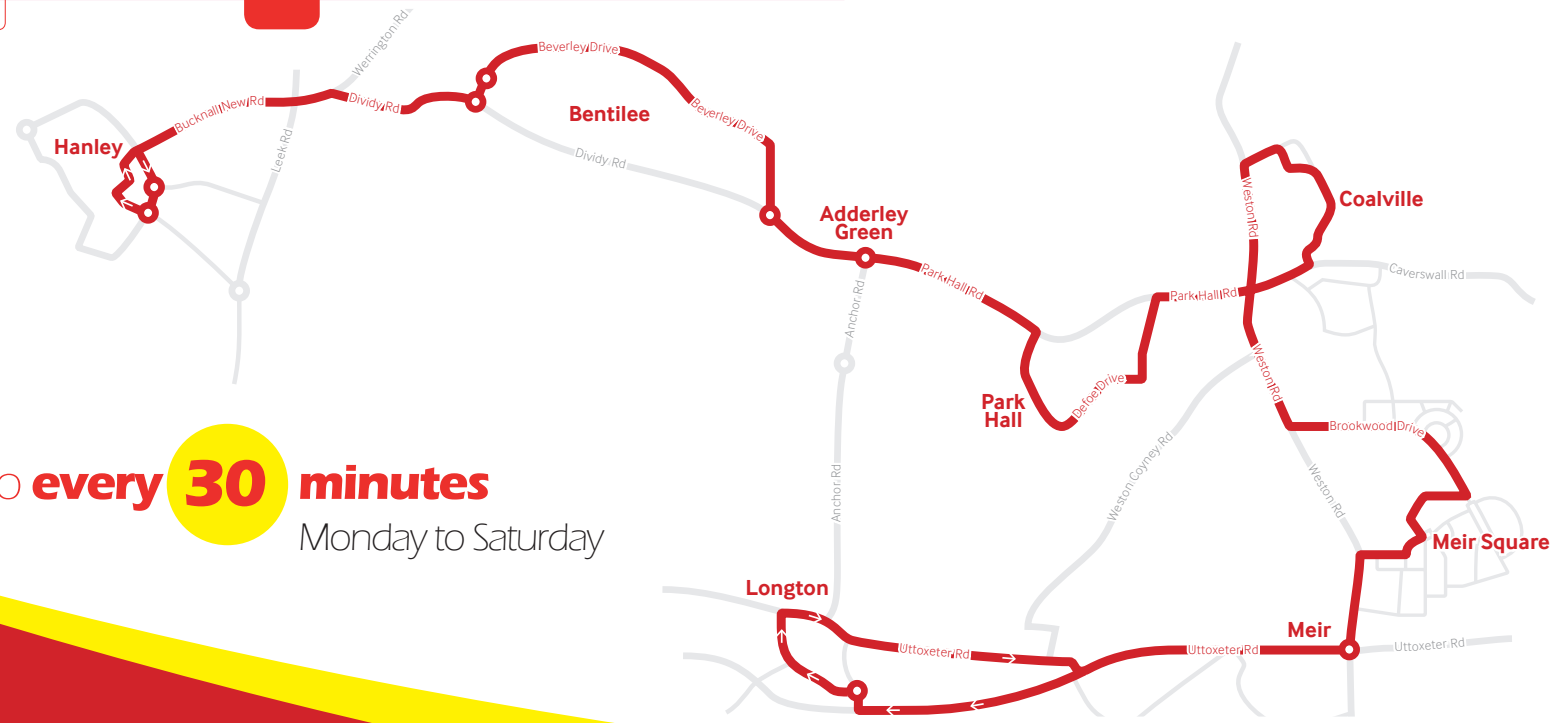 Werrington Rd
Beverley Drive
Bucknall New Rd
Dividy Rd
Bentilee
Beverley Drive
Hanley
Leek Rd
Dividy Rd
Adderley
Green
Weston Rd
Coalville
Park Hall Rd
Park Hall Rd
Caverswall Rd
Anchor Rd
Weston Rd
Park
Hall
Defoe Drive
Brookwood Drive
Weston Coyney Rd
Weston Rd
Anchor Rd
every 30 minutes
Monday to Saturday
Meir Square
Longton
Meir
Uttoxeter Rd
Uttoxeter Rd
Uttoxeter Rd